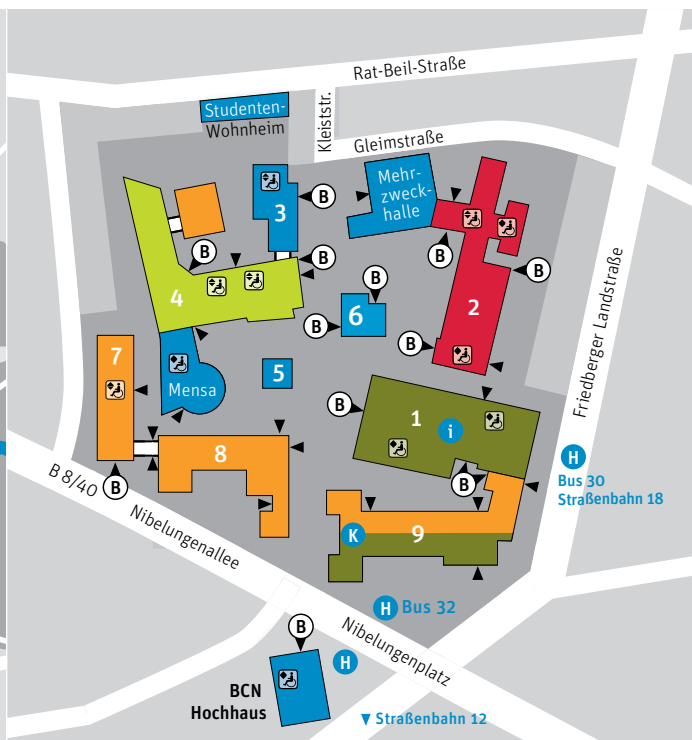 Rat-Beil-Straße
Studenten-
Wohnheim
Kleiststr.
Gleimstraße
Mehr-
zweck-
halle
3
B
B
B
B
B
B
4
2
6
B
B
Friedberger Landstraße
7
Mensa
5
B
1
i
8
B
H
Bus 30
Straßenbahn 18
B 8/40
B
Nibelungenallee
K
9
H Bus 32
Nibelungenplatz
B
H
BCN
Hochhaus
Straßenbahn 12